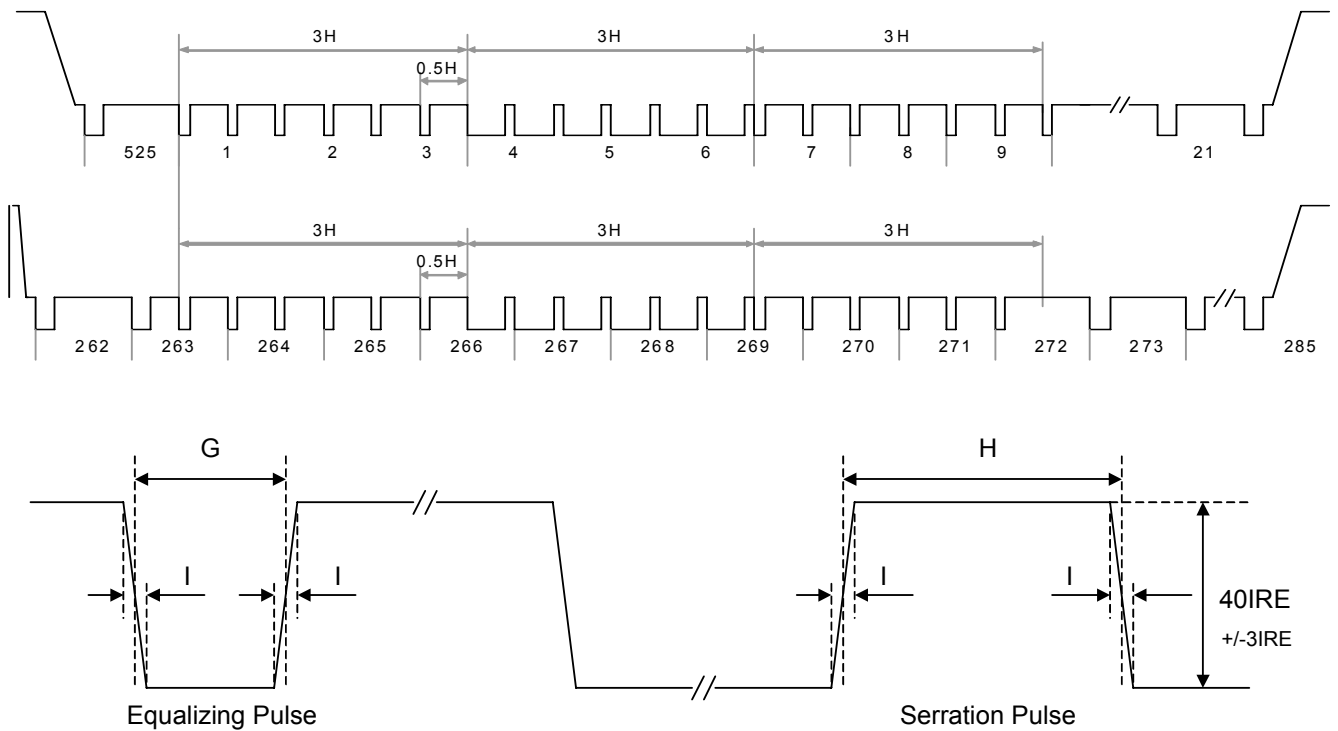 3H 3H 3H
0.5H
525 1 2 3 4 5 6 7 8 9 21
3H 3H 3H
0.5H
262 263 264 265 266 267 268 269 270 271 272 273 285
G H
I I I I
40IRE
+/-3IRE
Equalizing Pulse Serration Pulse